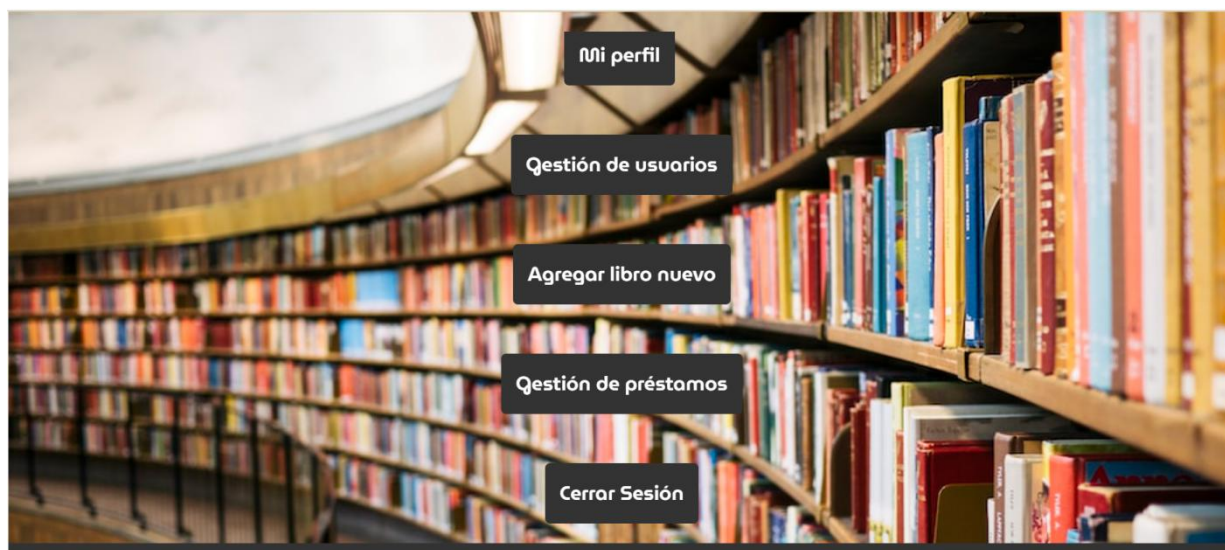 Mi perfil
Gestión de usuarios
Agregar libro nuevo
Gestión de préstamos
Cerrar Sesión